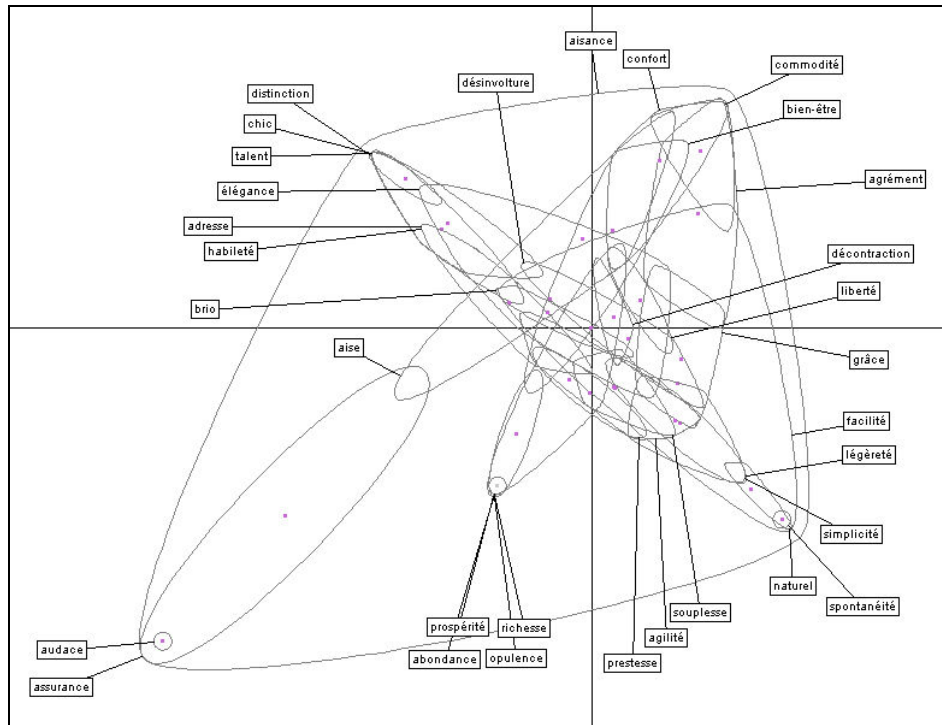 aisance
confort
commodité
désinvolture
distinction
bien-être
chic
talent
agrément
élégance
adresse
habileté
décontraction
liberté
brio
aise
grâce
facilité
légèreté
simplicité
naturel
spontanéité
souplesse
prospérité
richesse
agilité
audace
abondance
opulence
prestesse
assurance